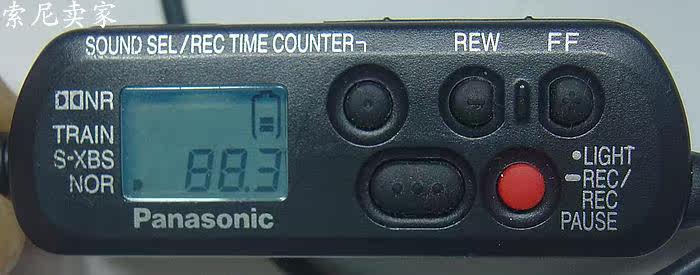 索尼卖家
SOUND SEL/REC TIME COUNTER
REW
FF
NR
TRAIN
S-XBS
NOR
88.3
Panasonic
LIGHT
REC/
REC
PAUSE